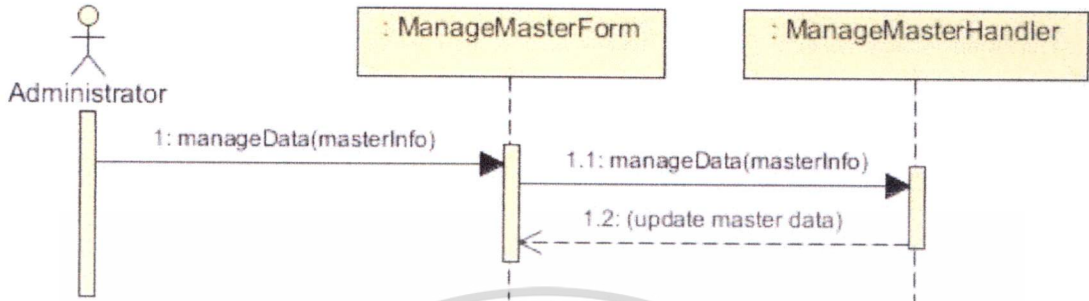 : ManageMasterForm
: ManageMasterHandler
Administrator
1: manageData(masterInfo)
1.1: manageData(masterInfo)
1.2: (update master data)